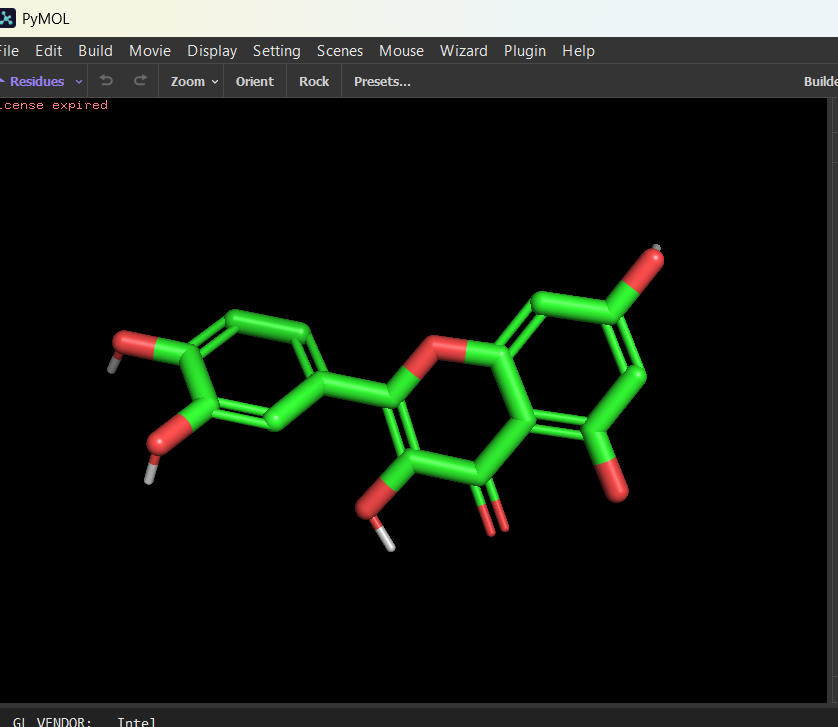 PyMOL
File Edit Build Movie Display Setting Scenes Mouse Wizard Plugin Help
Residues Zoom Orient Rock Presets... Builde
icense expired
GL VENDOR: Intel